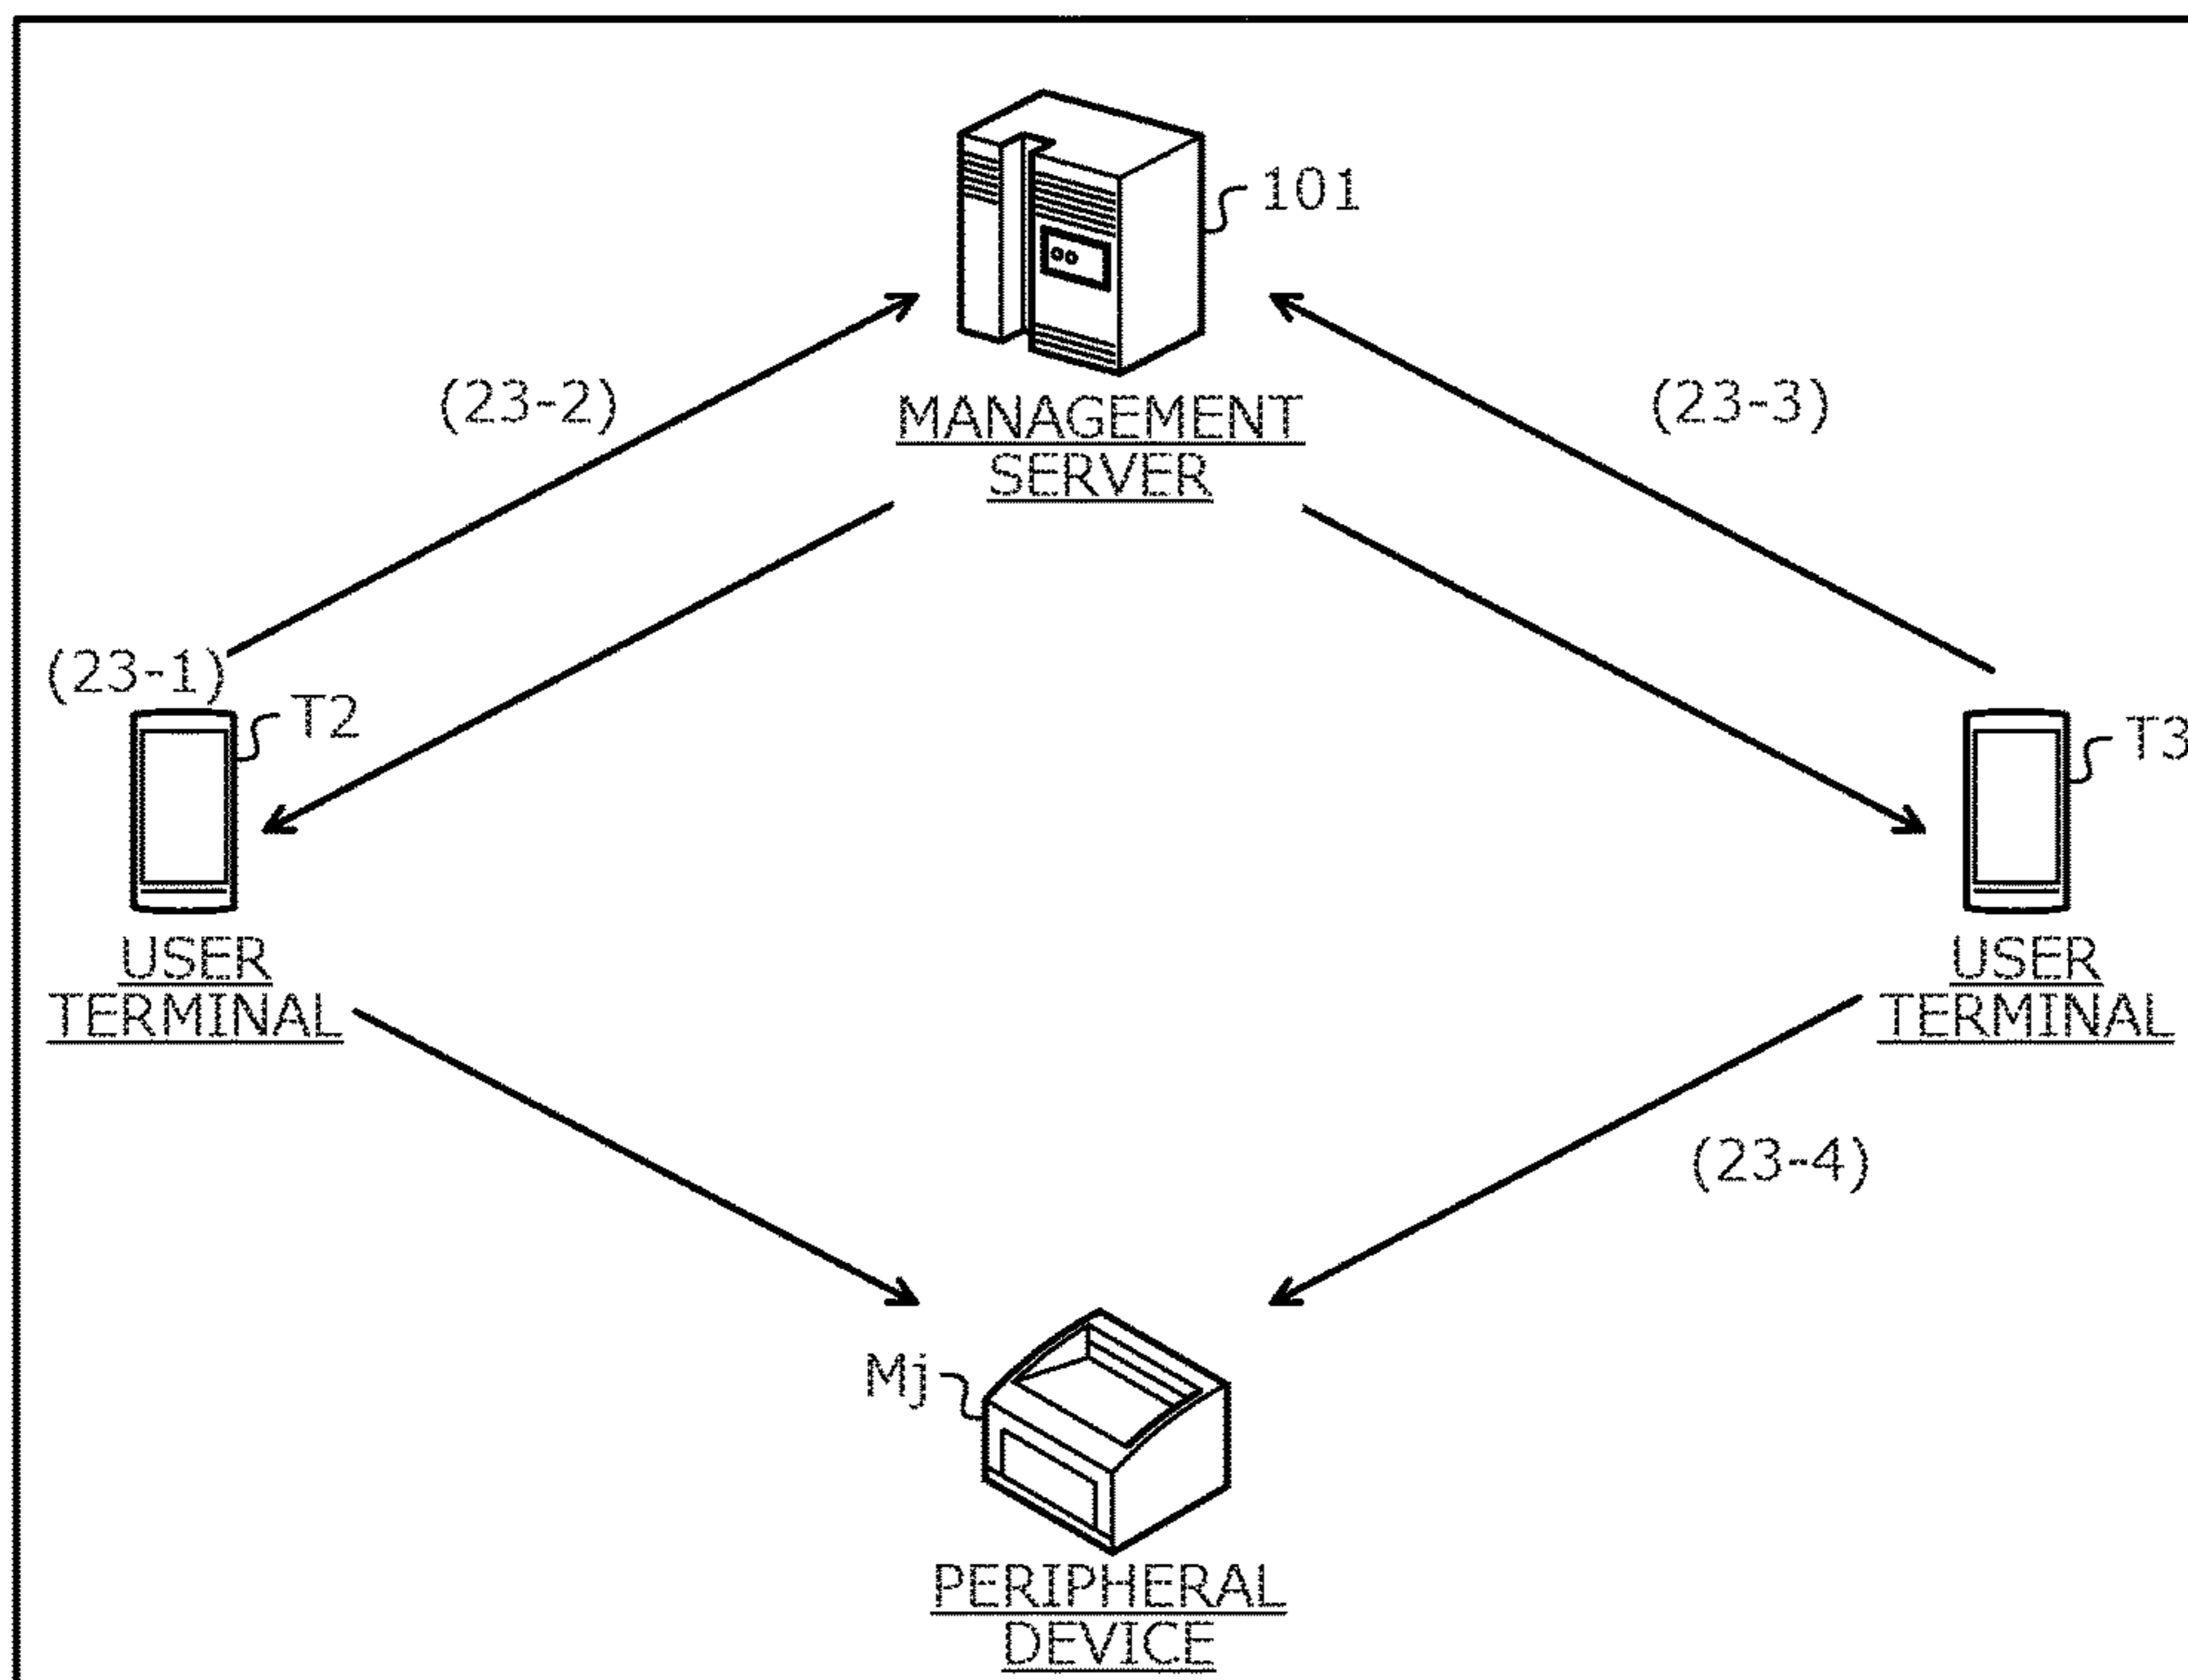 101
(23-2)
(23-3)
MANAGEMENT
SERVER
(23-1)
T2
T3
USER
TERMINAL
USER
TERMINAL
(23-4)
Mj
PERIPHERAL
DEVICE